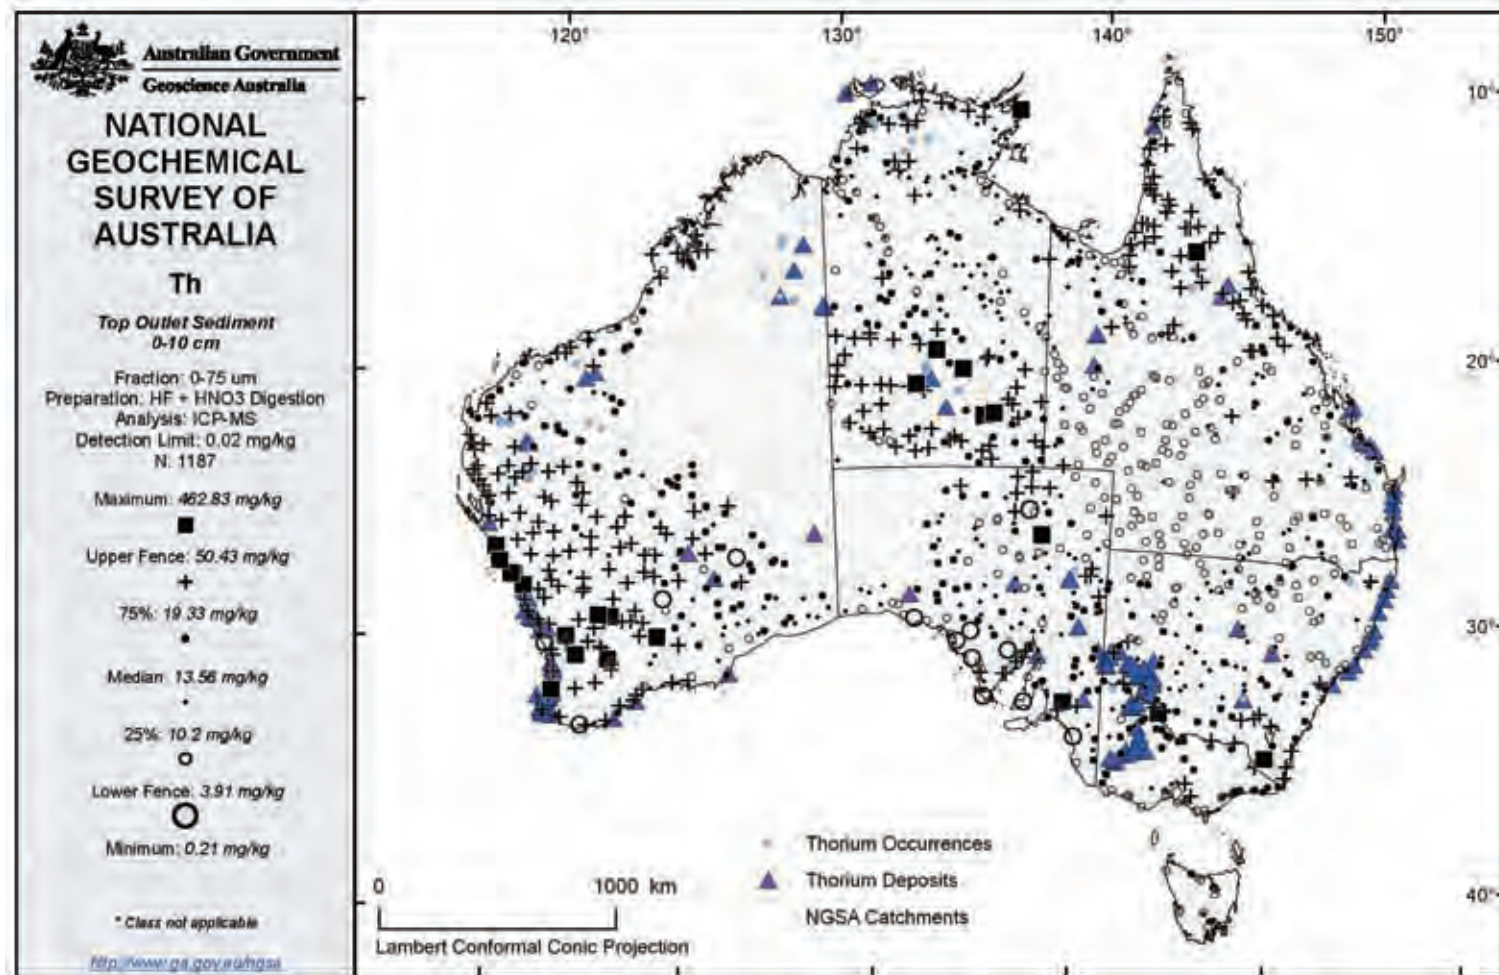 Australian Government
Geoscience Australia
NATIONAL
GEOCHEMICAL
SURVEY OF
AUSTRALIA
Th
Top Outlet Sediment
0-10 cm
Fraction: 0-75 um
Preparation: HF + HNO3 Digestion
Analysis: ICP-MS
Detection Limit: 0.02 mg/kg
N: 1187
Maximum: 462.83 mg/kg
Upper Fence: 50.43 mg/kg
75%: 19.33 mg/kg
Median: 13.56 mg/kg
25%: 10.2 mg/kg
Lower Fence: 3.91 mg/kg
Minimum: 0.21 mg/kg
* Class not applicable
http://www.ga.gov.au/ngsa
120° 130° 140° 150°
10°
20°
30°
40°
Thorium Occurrences
Thorium Deposits
NGSA Catchments
0 1000 km
Lambert Conformal Conic Projection